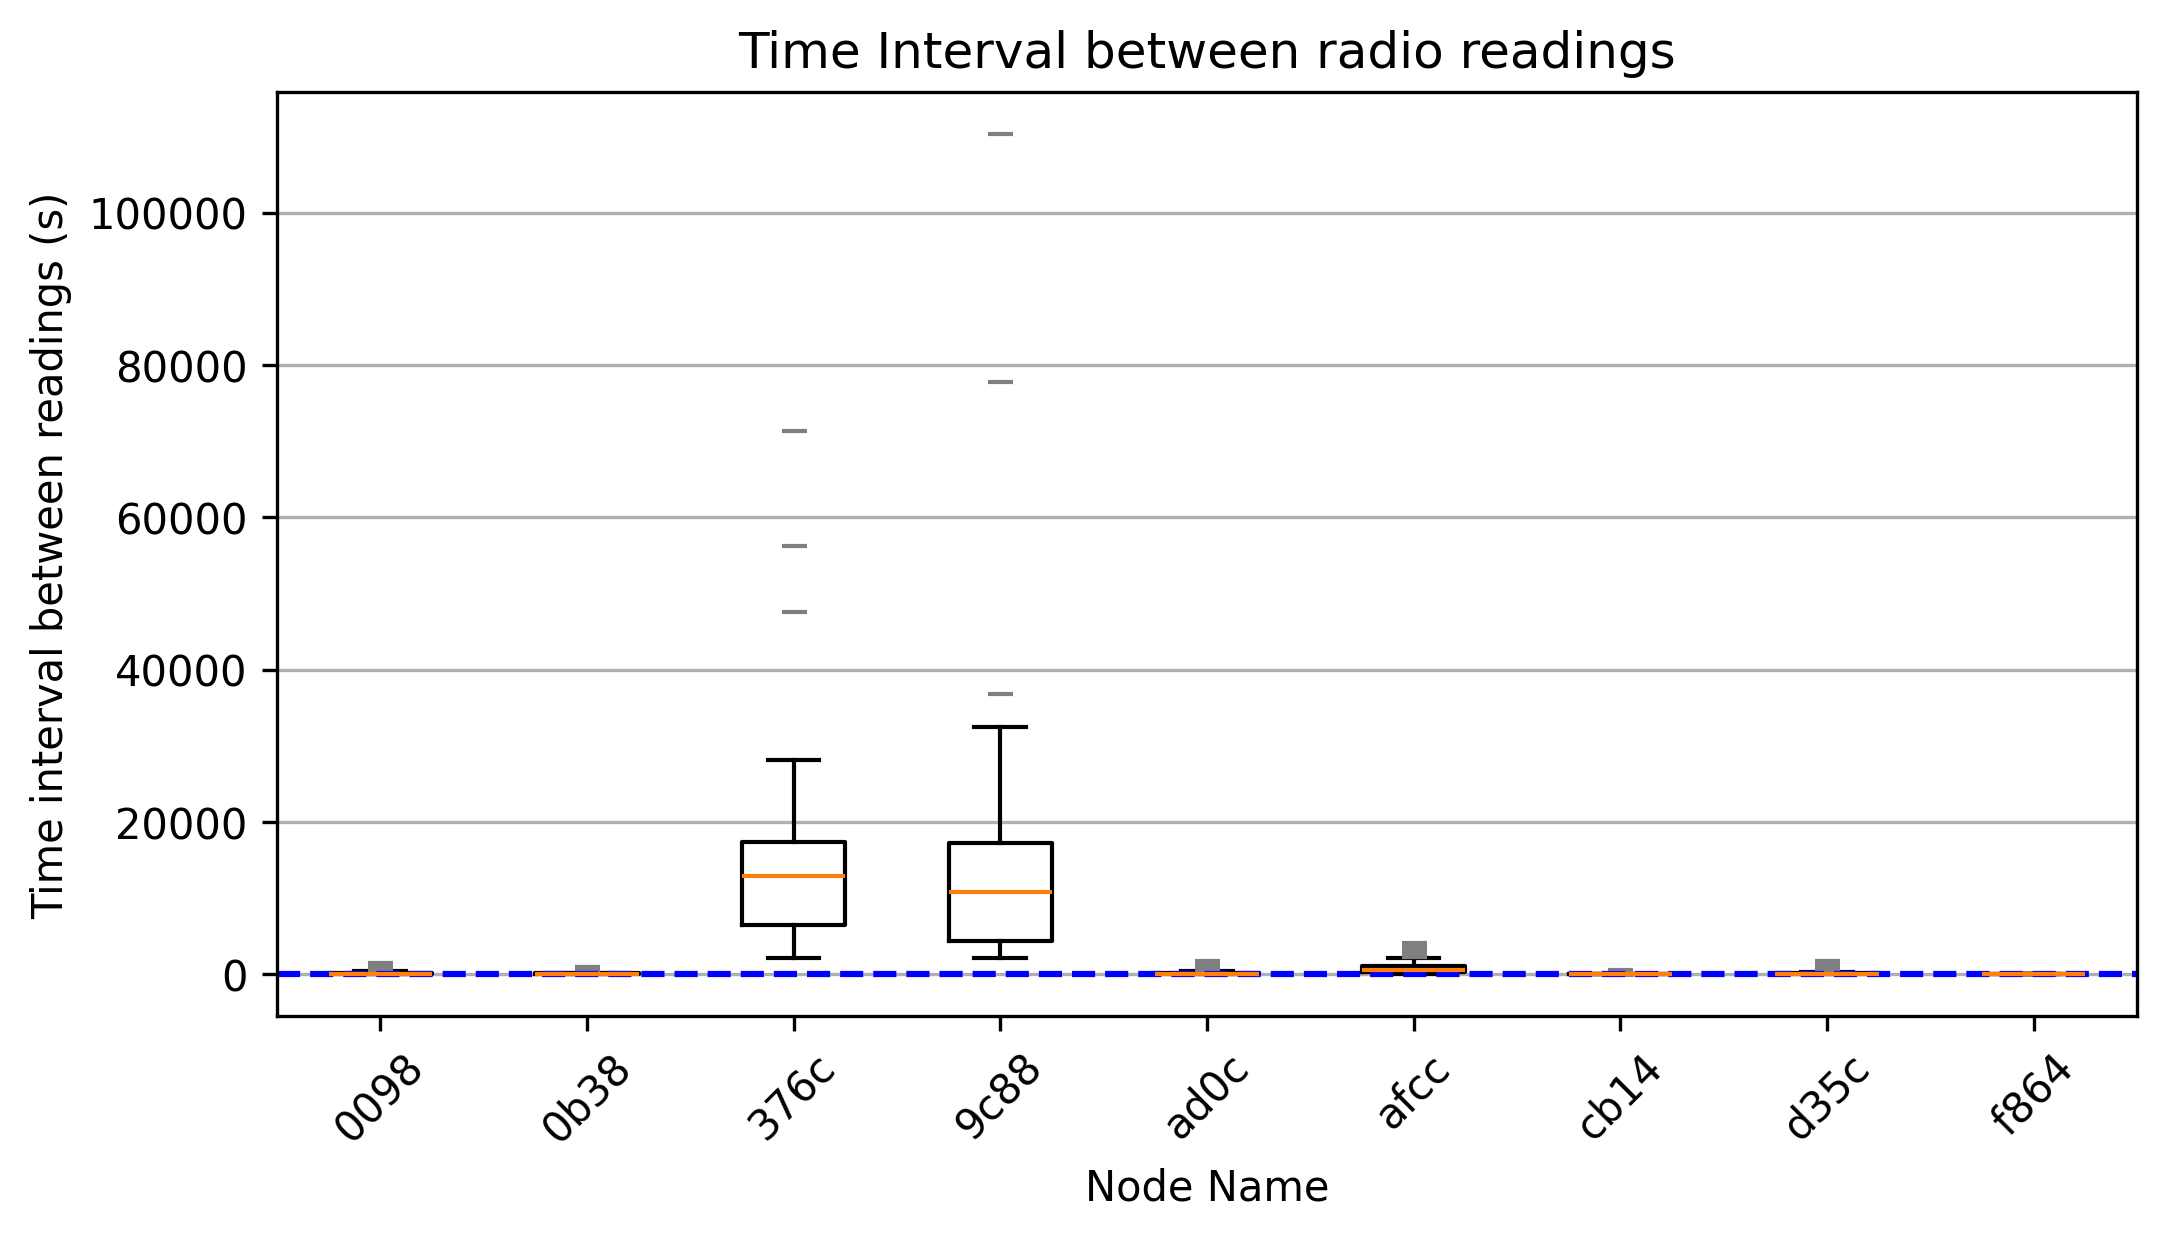 Time Interval between radio readings
Time interval between readings (s)
100000
80000
60000
40000
20000
0
0098
0b38
376c
9c88
ad0c
afcc
cb14
d35c
f864
Node Name